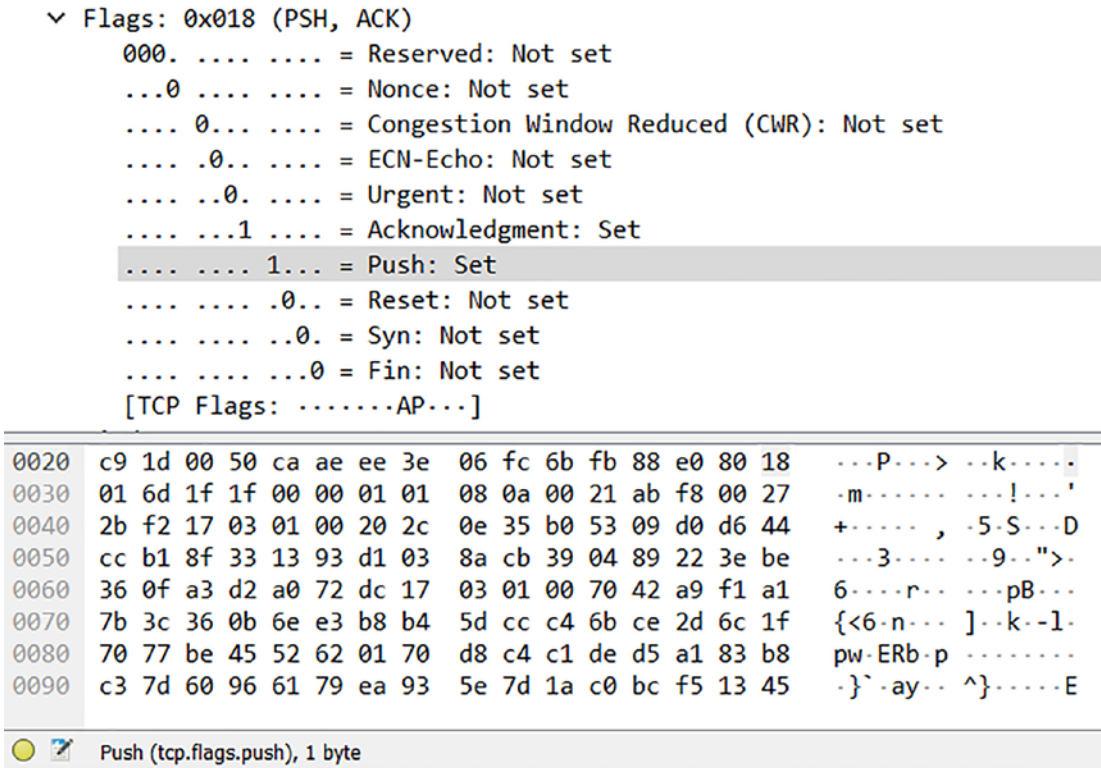 Flags: 0x018 (PSH, ACK)
000. .... .... = Reserved: Not set
...0 .... .... = Nonce: Not set
.... 0... .... = Congestion Window Reduced (CWR): Not set
.... .0.. .... = ECN-Echo: Not set
.... ..0. .... = Urgent: Not set
.... ...1 .... = Acknowledgment: Set
.... .... 1... = Push: Set
.... .... .0.. = Reset: Not set
.... .... ..0. = Syn: Not set
.... .... ...0 = Fin: Not set
[TCP Flags: ·······AP···]
0020 c9 1d 00 50 ca ae ee 3e 06 fc 6b fb 88 e0 80 18 ···P···> ··k·····
0030 01 6d 1f 1f 00 00 01 01 08 0a 00 21 ab f8 00 27 ·m······ ···!···'
0040 2b f2 17 03 01 00 20 2c 0e 35 b0 53 09 d0 d6 44 +····· , ·5·S···D
0050 cc b1 8f 33 13 93 d1 03 8a cb 39 04 89 22 3e be ···3···· ··9··">·
0060 36 0f a3 d2 a0 72 dc 17 03 01 00 70 42 a9 f1 a1 6····r·· ···pB···
0070 7b 3c 36 0b 6e e3 b8 b4 5d cc c4 6b ce 2d 6c 1f {<6·n··· ]··k·-l·
0080 70 77 be 45 52 62 01 70 d8 c4 c1 de d5 a1 83 b8 pw·ERb·p ········
0090 c3 7d 60 96 61 79 ea 93 5e 7d 1a c0 bc f5 13 45 ·}`·ay·· ^}·····E
Push (tcp.flags.push), 1 byte